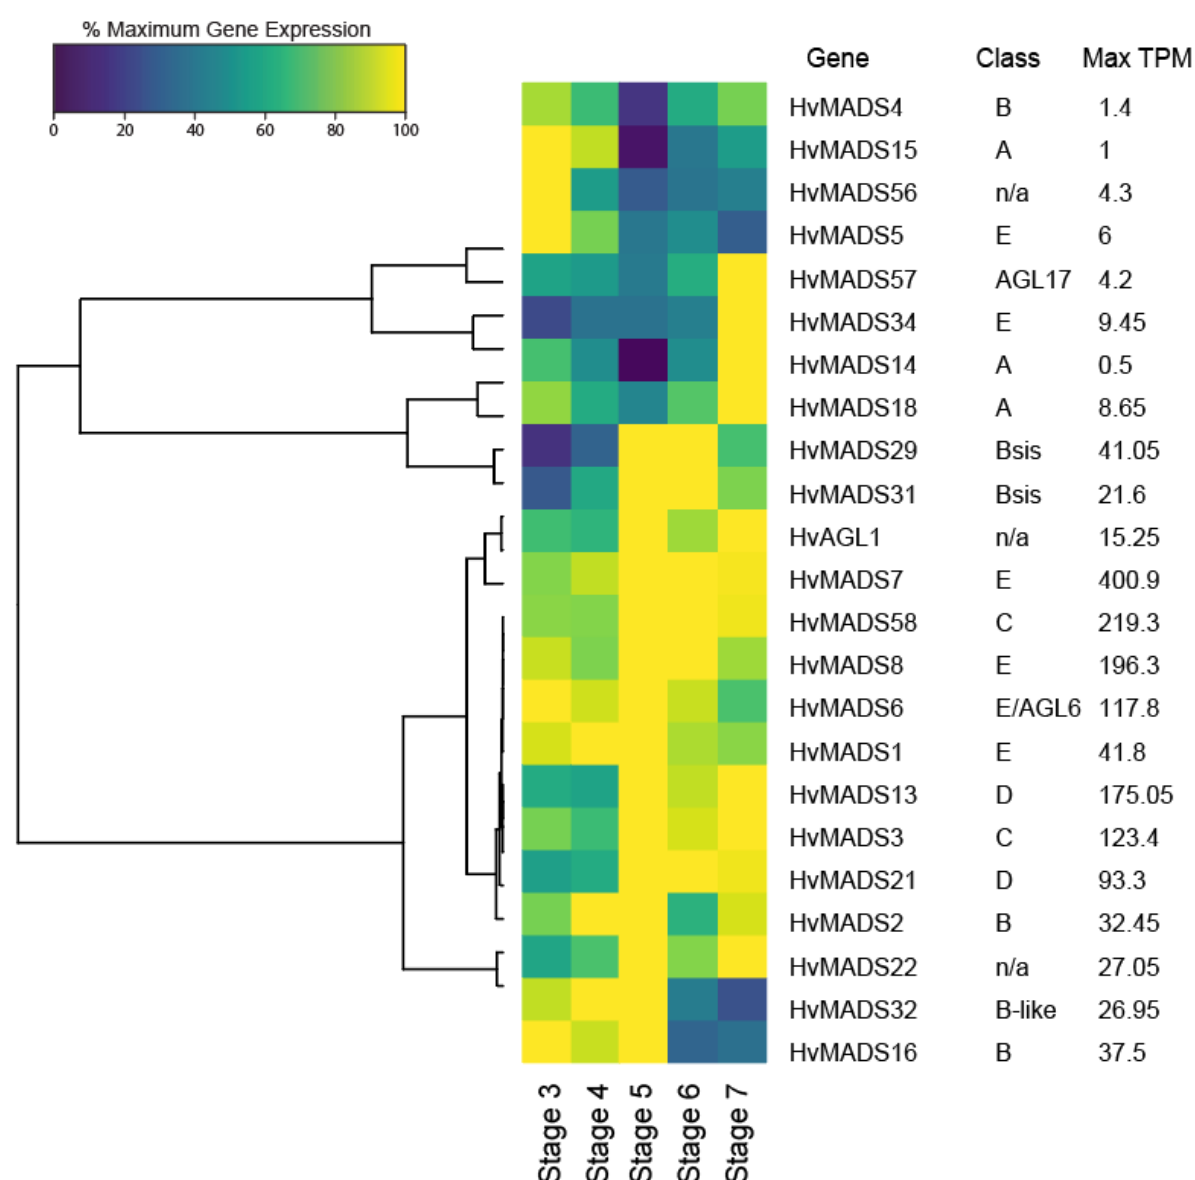 % Maximum Gene Expression
0 20 40 60 80 100
Gene Class Max TPM
HvMADS4 B 1.4
HvMADS15 A 1
HvMADS56 n/a 4.3
HvMADS5 E 6
HvMADS57 AGL17 4.2
HvMADS34 E 9.45
HvMADS14 A 0.5
HvMADS18 A 8.65
HvMADS29 Bsis 41.05
HvMADS31 Bsis 21.6
HvAGL1 n/a 15.25
HvMADS7 E 400.9
HvMADS58 C 219.3
HvMADS8 E 196.3
HvMADS6 E/AGL6 117.8
HvMADS1 E 41.8
HvMADS13 D 175.05
HvMADS3 C 123.4
HvMADS21 D 93.3
HvMADS2 B 32.45
HvMADS22 n/a 27.05
HvMADS32 B-like 26.95
HvMADS16 B 37.5
Stage 3
Stage 4
Stage 5
Stage 6
Stage 7